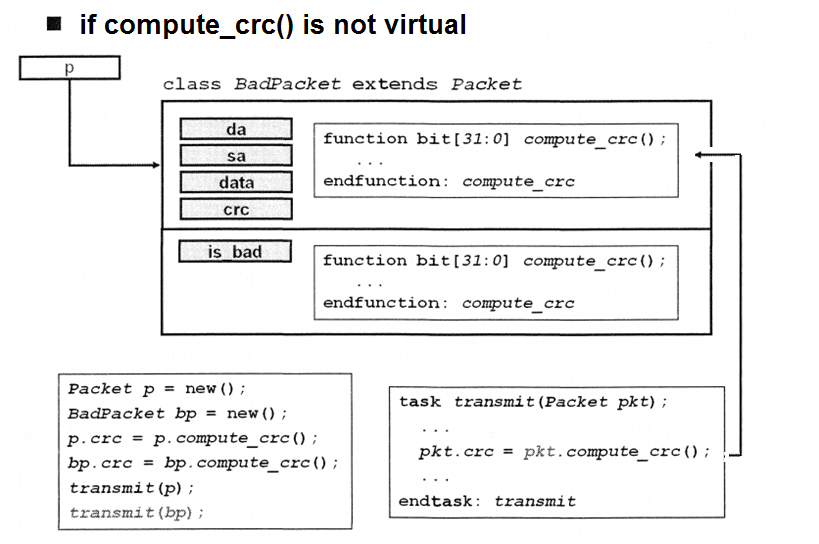 ■ if compute_crc() is not virtual
p
class BadPacket extends Packet
da
sa
data
crc
function bit[31:0] compute_crc();
...
endfunction: compute_crc
is_bad
function bit[31:0] compute_crc();
...
endfunction: compute_crc
Packet p = new();
BadPacket bp = new();
p.crc = p.compute_crc();
bp.crc = bp.compute_crc();
transmit(p);
transmit(bp);
task transmit(Packet pkt);
...
pkt.crc = pkt.compute_crc();
...
endtask: transmit